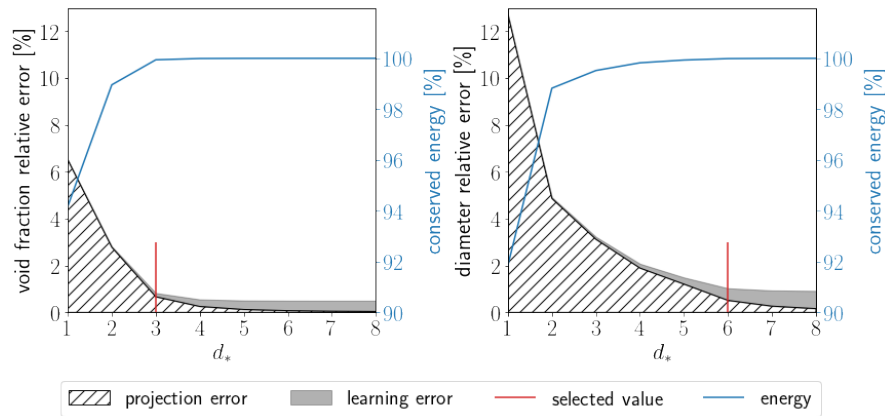 void fraction relative error [%]
12
10
8
6
4
2
0
1 2 3 4 5 6 7 8
d*
100
98
96
94
92
90
conserved energy [%]
diameter relative error [%]
12
10
8
6
4
2
0
1 2 3 4 5 6 7 8
d*
100
98
96
94
92
90
conserved energy [%]
projection error learning error selected value energy